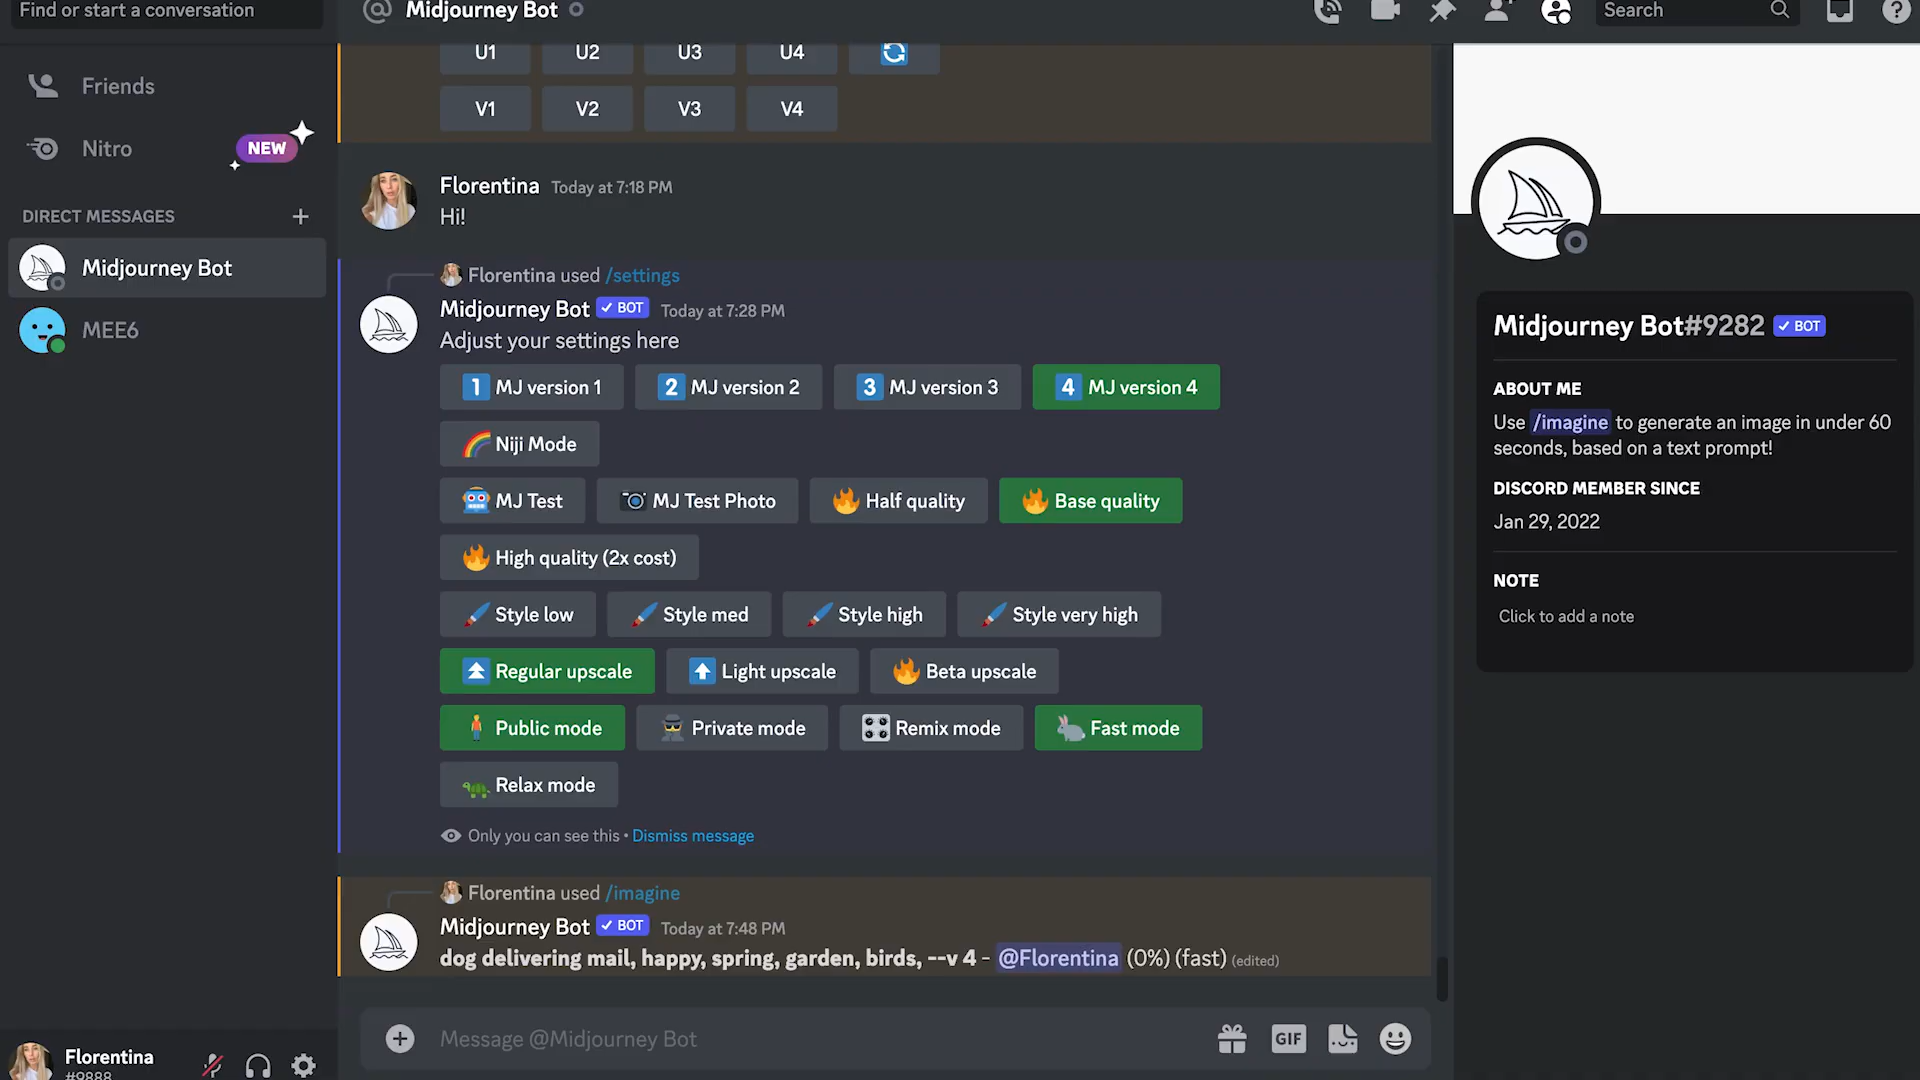 Find or start a conversation
Midjourney Bot
Search
Friends
Nitro
NEW
DIRECT MESSAGES
Midjourney Bot
MEE6
U1 U2 U3 U4
V1 V2 V3 V4
Florentina Today at 7:18 PM
Hi!
Florentina used /settings
Midjourney Bot BOT Today at 7:28 PM
Adjust your settings here
1 MJ version 1 2 MJ version 2 3 MJ version 3 4 MJ version 4
Niji Mode
MJ Test MJ Test Photo Half quality Base quality
High quality (2x cost)
Style low Style med Style high Style very high
Regular upscale Light upscale Beta upscale
Public mode Private mode Remix mode Fast mode
Relax mode
Only you can see this • Dismiss message
Florentina used /imagine
Midjourney Bot BOT Today at 7:48 PM
dog delivering mail, happy, spring, garden, birds, --v 4 - @Florentina (0%) (fast) (edited)
Message @Midjourney Bot
GIF
Florentina
#9888
Midjourney Bot#9282 BOT
ABOUT ME
Use /imagine to generate an image in under 60
seconds, based on a text prompt!
DISCORD MEMBER SINCE
Jan 29, 2022
NOTE
Click to add a note